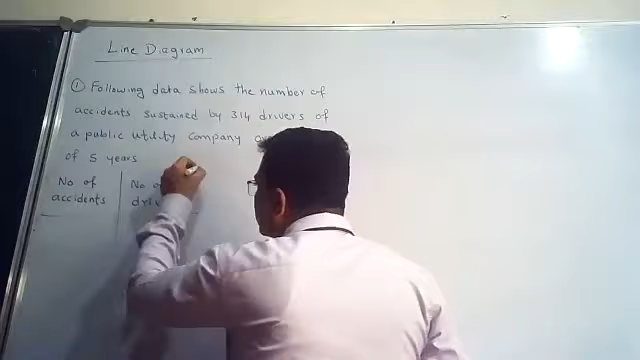 Line Diagram
① Following data shows the number of
accidents sustained by 314 drivers of
a public utility company
of 5 years
No of
accidents
No